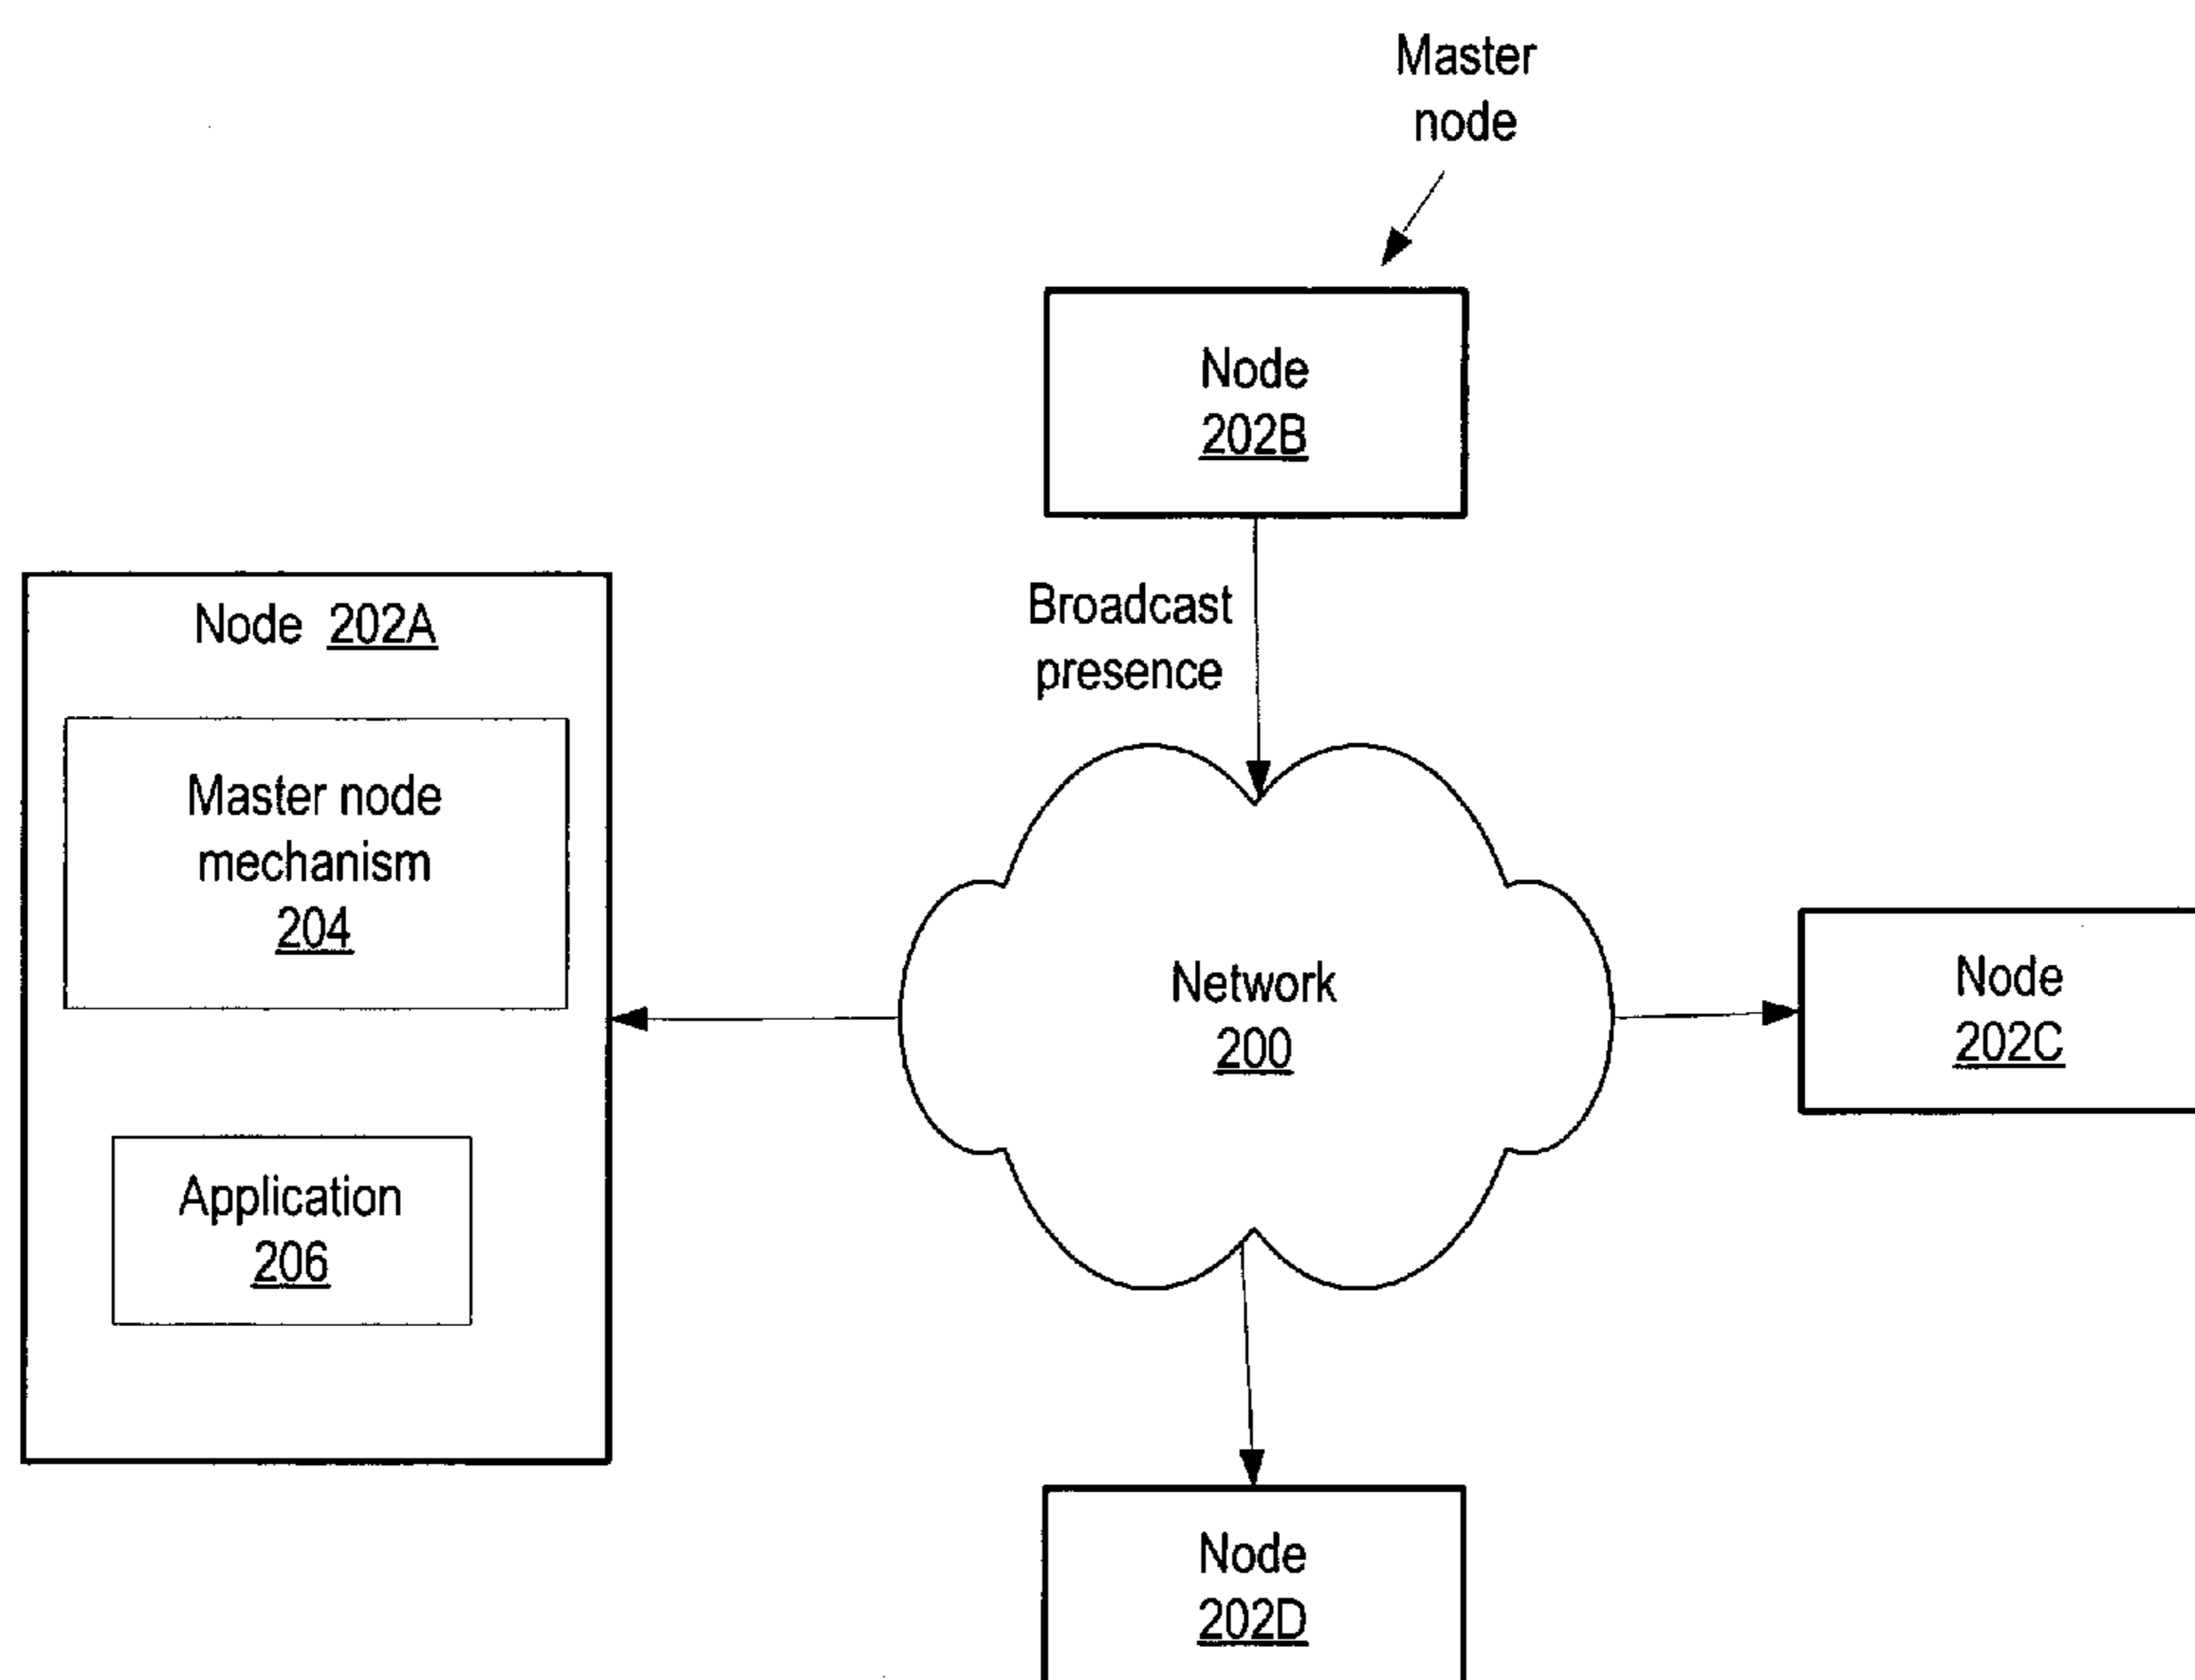 Master
node
Node
202B
Broadcast
presence
Node 202A
Master node
mechanism
204
Application
206
Network
200
Node
202C
Node
202D